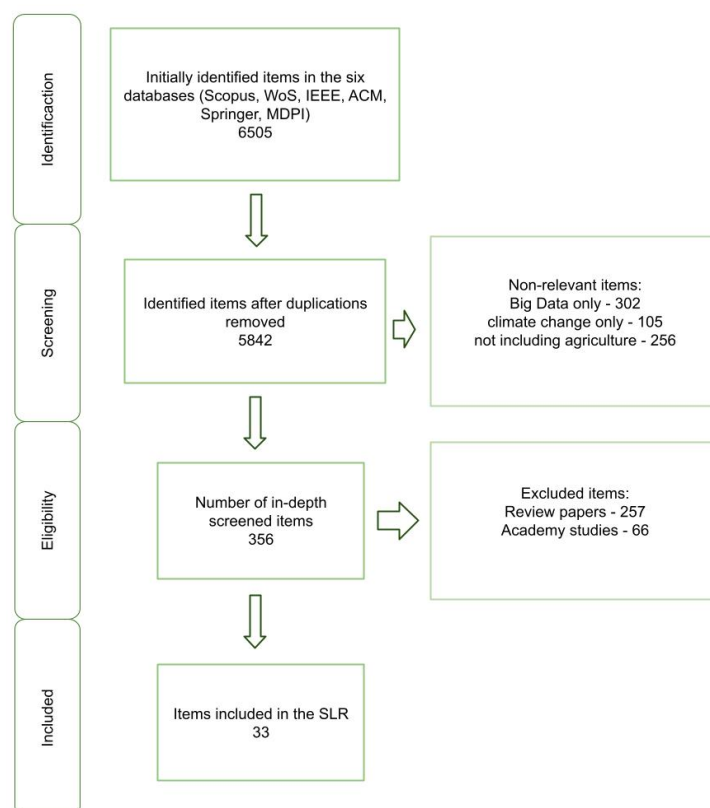 Identificaction
Initially identified items in the six
databases (Scopus, WoS, IEEE, ACM,
Springer, MDPI)
6505
Screening
Identified items after duplications
removed
5842
Non-relevant items:
Big Data only - 302
climate change only - 105
not including agriculture - 256
Eligibility
Number of in-depth
screened items
356
Excluded items:
Review papers - 257
Academy studies - 66
Included
Items included in the SLR
33